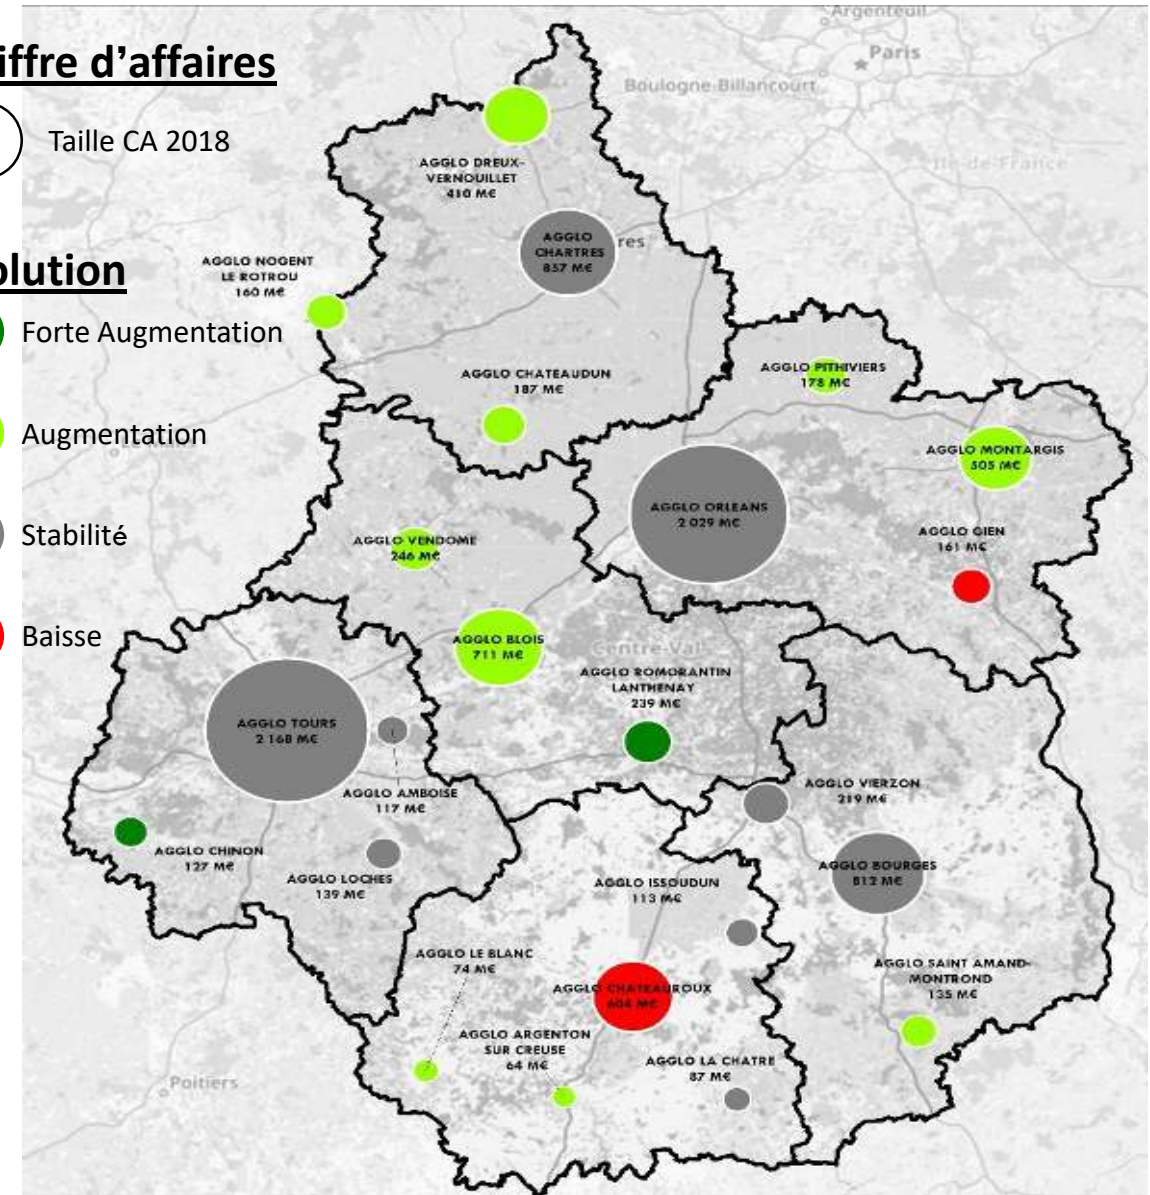 Argenteuil
Paris
Boulogne-Billancourt
Ile-de-France
iffre d'affaires
Taille CA 2018
AGGLO DREUX-
VERNOUILLET
410 M€
AGGLO
CHARTRES
857 M€
res
AGGLO NOGENT
LE ROTROU
160 M€
olution
Forte Augmentation
Augmentation
Stabilité
Baisse
AGGLO CHATEAUDUN
187 M€
AGGLO PITHIVIERS
178 M€
AGGLO MONTARGIS
505 M€
AGGLO ORLEANS
2 029 M€
AGGLO GIEN
161 M€
AGGLO VENDOME
246 M€
AGGLO BLOIS
711 M€
Centre-Val
AGGLO ROMORANTIN
LANTHENAY
239 M€
AGGLO TOURS
2 168 M€
AGGLO AMBOISE
117 M€
AGGLO VIERZON
219 M€
AGGLO CHINON
127 M€
AGGLO LOCHES
139 M€
AGGLO BOURGES
812 M€
AGGLO ISSOUDUN
113 M€
AGGLO LE BLANC
74 M€
AGGLO CHATEAUROUX
604 M€
AGGLO SAINT AMAND-
MONTROND
135 M€
AGGLO ARGENTON
SUR CREUSE
64 M€
AGGLO LA CHATRE
87 M€
Poitiers